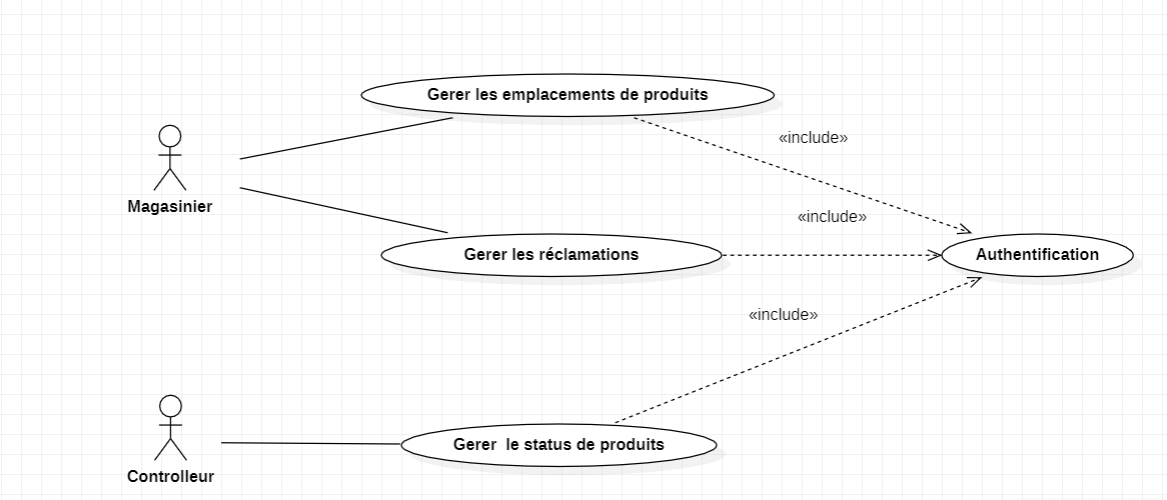 Gerer les emplacements de produits
«include»
Magasinier
«include»
Gerer les réclamations
Authentification
«include»
Gerer  le status de produits
Controlleur